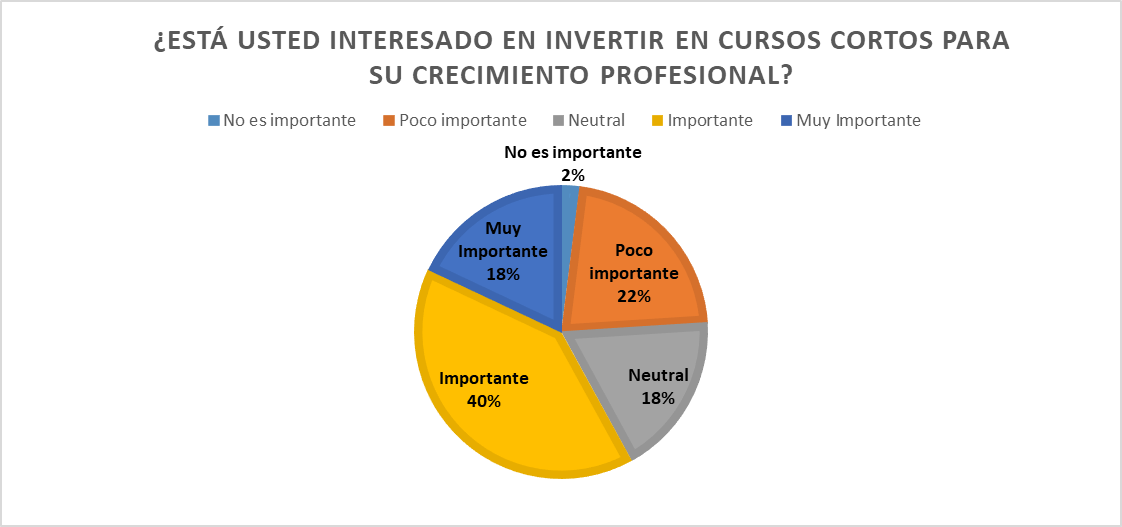 ¿ESTÁ USTED INTERESADO EN INVERTIR EN CURSOS CORTOS PARA
SU CRECIMIENTO PROFESIONAL?
No es importante Poco importante Neutral Importante Muy Importante
No es importante
2%
Poco
importante
22%
Neutral
18%
Importante
40%
Muy
Importante
18%